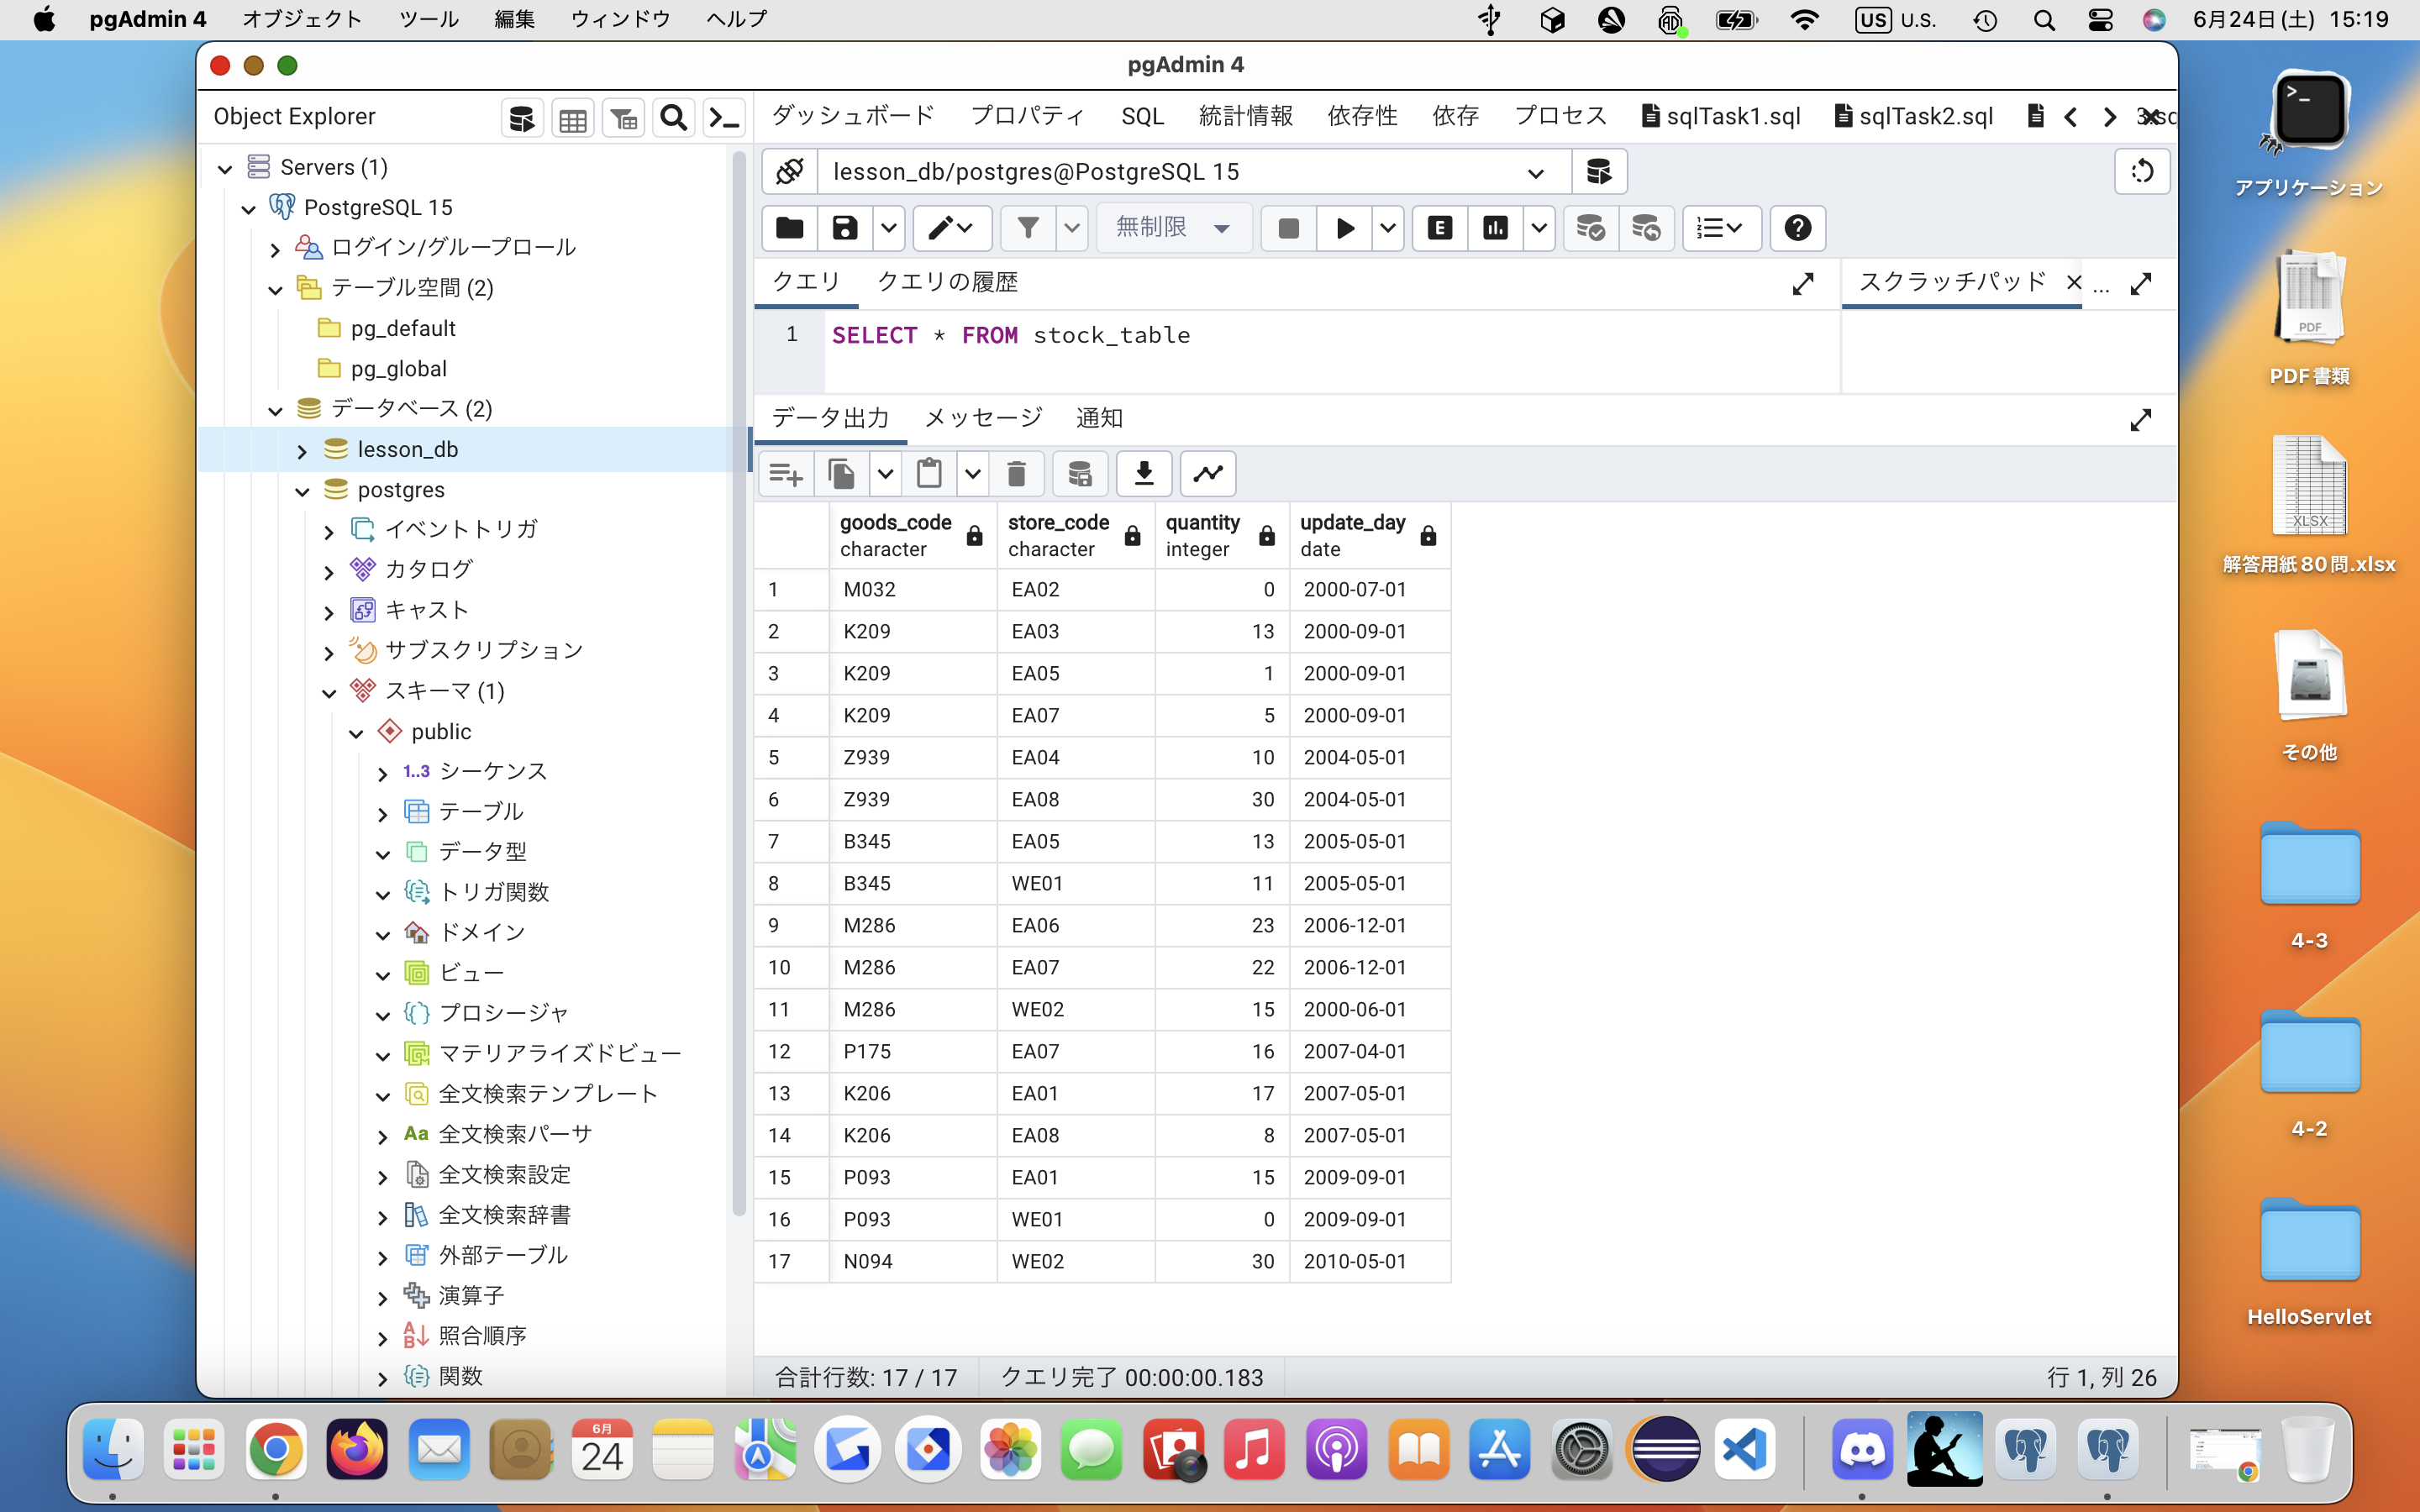 pgAdmin 4 オブジェクト ツール 編集 ウィンドウ ヘルプ US U.S. 6月24日(土) 15:19
pgAdmin 4
Object Explorer
ダッシュボード プロパティ SQL 統計情報 依存性 依存 プロセス sqlTask1.sql sqlTask2.sql
Servers (1)
PostgreSQL 15
ログイン/グループロール
テーブル空間 (2)
pg_default
pg_global
データベース (2)
lesson_db
postgres
イベントトリガ
カタログ
キャスト
サブスクリプション
スキーマ (1)
public
1..3 シーケンス
テーブル
データ型
トリガ関数
ドメイン
ビュー
プロシージャ
マテリアライズドビュー
全文検索テンプレート
Aa 全文検索パーサ
全文検索設定
全文検索辞書
外部テーブル
演算子
照合順序
関数
lesson_db/postgres@PostgreSQL 15
無制限
E
クエリ クエリの履歴
スクラッチパッド × ...
1 SELECT * FROM stock_table
データ出力 メッセージ 通知
goods_code store_code quantity update_day
character character integer date
1 M032 EA02 0 2000-07-01
2 K209 EA03 13 2000-09-01
3 K209 EA05 1 2000-09-01
4 K209 EA07 5 2000-09-01
5 Z939 EA04 10 2004-05-01
6 Z939 EA08 30 2004-05-01
7 B345 EA05 13 2005-05-01
8 B345 WE01 11 2005-05-01
9 M286 EA06 23 2006-12-01
10 M286 EA07 22 2006-12-01
11 M286 WE02 15 2000-06-01
12 P175 EA07 16 2007-04-01
13 K206 EA01 17 2007-05-01
14 K206 EA08 8 2007-05-01
15 P093 EA01 15 2009-09-01
16 P093 WE01 0 2009-09-01
17 N094 WE02 30 2010-05-01
合計行数: 17 / 17 クエリ完了 00:00:00.183 行 1, 列 26
アプリケーション
PDF
PDF書類
XLSX
解答用紙80問.xlsx
その他
4-3
4-2
HelloServlet
6月
24